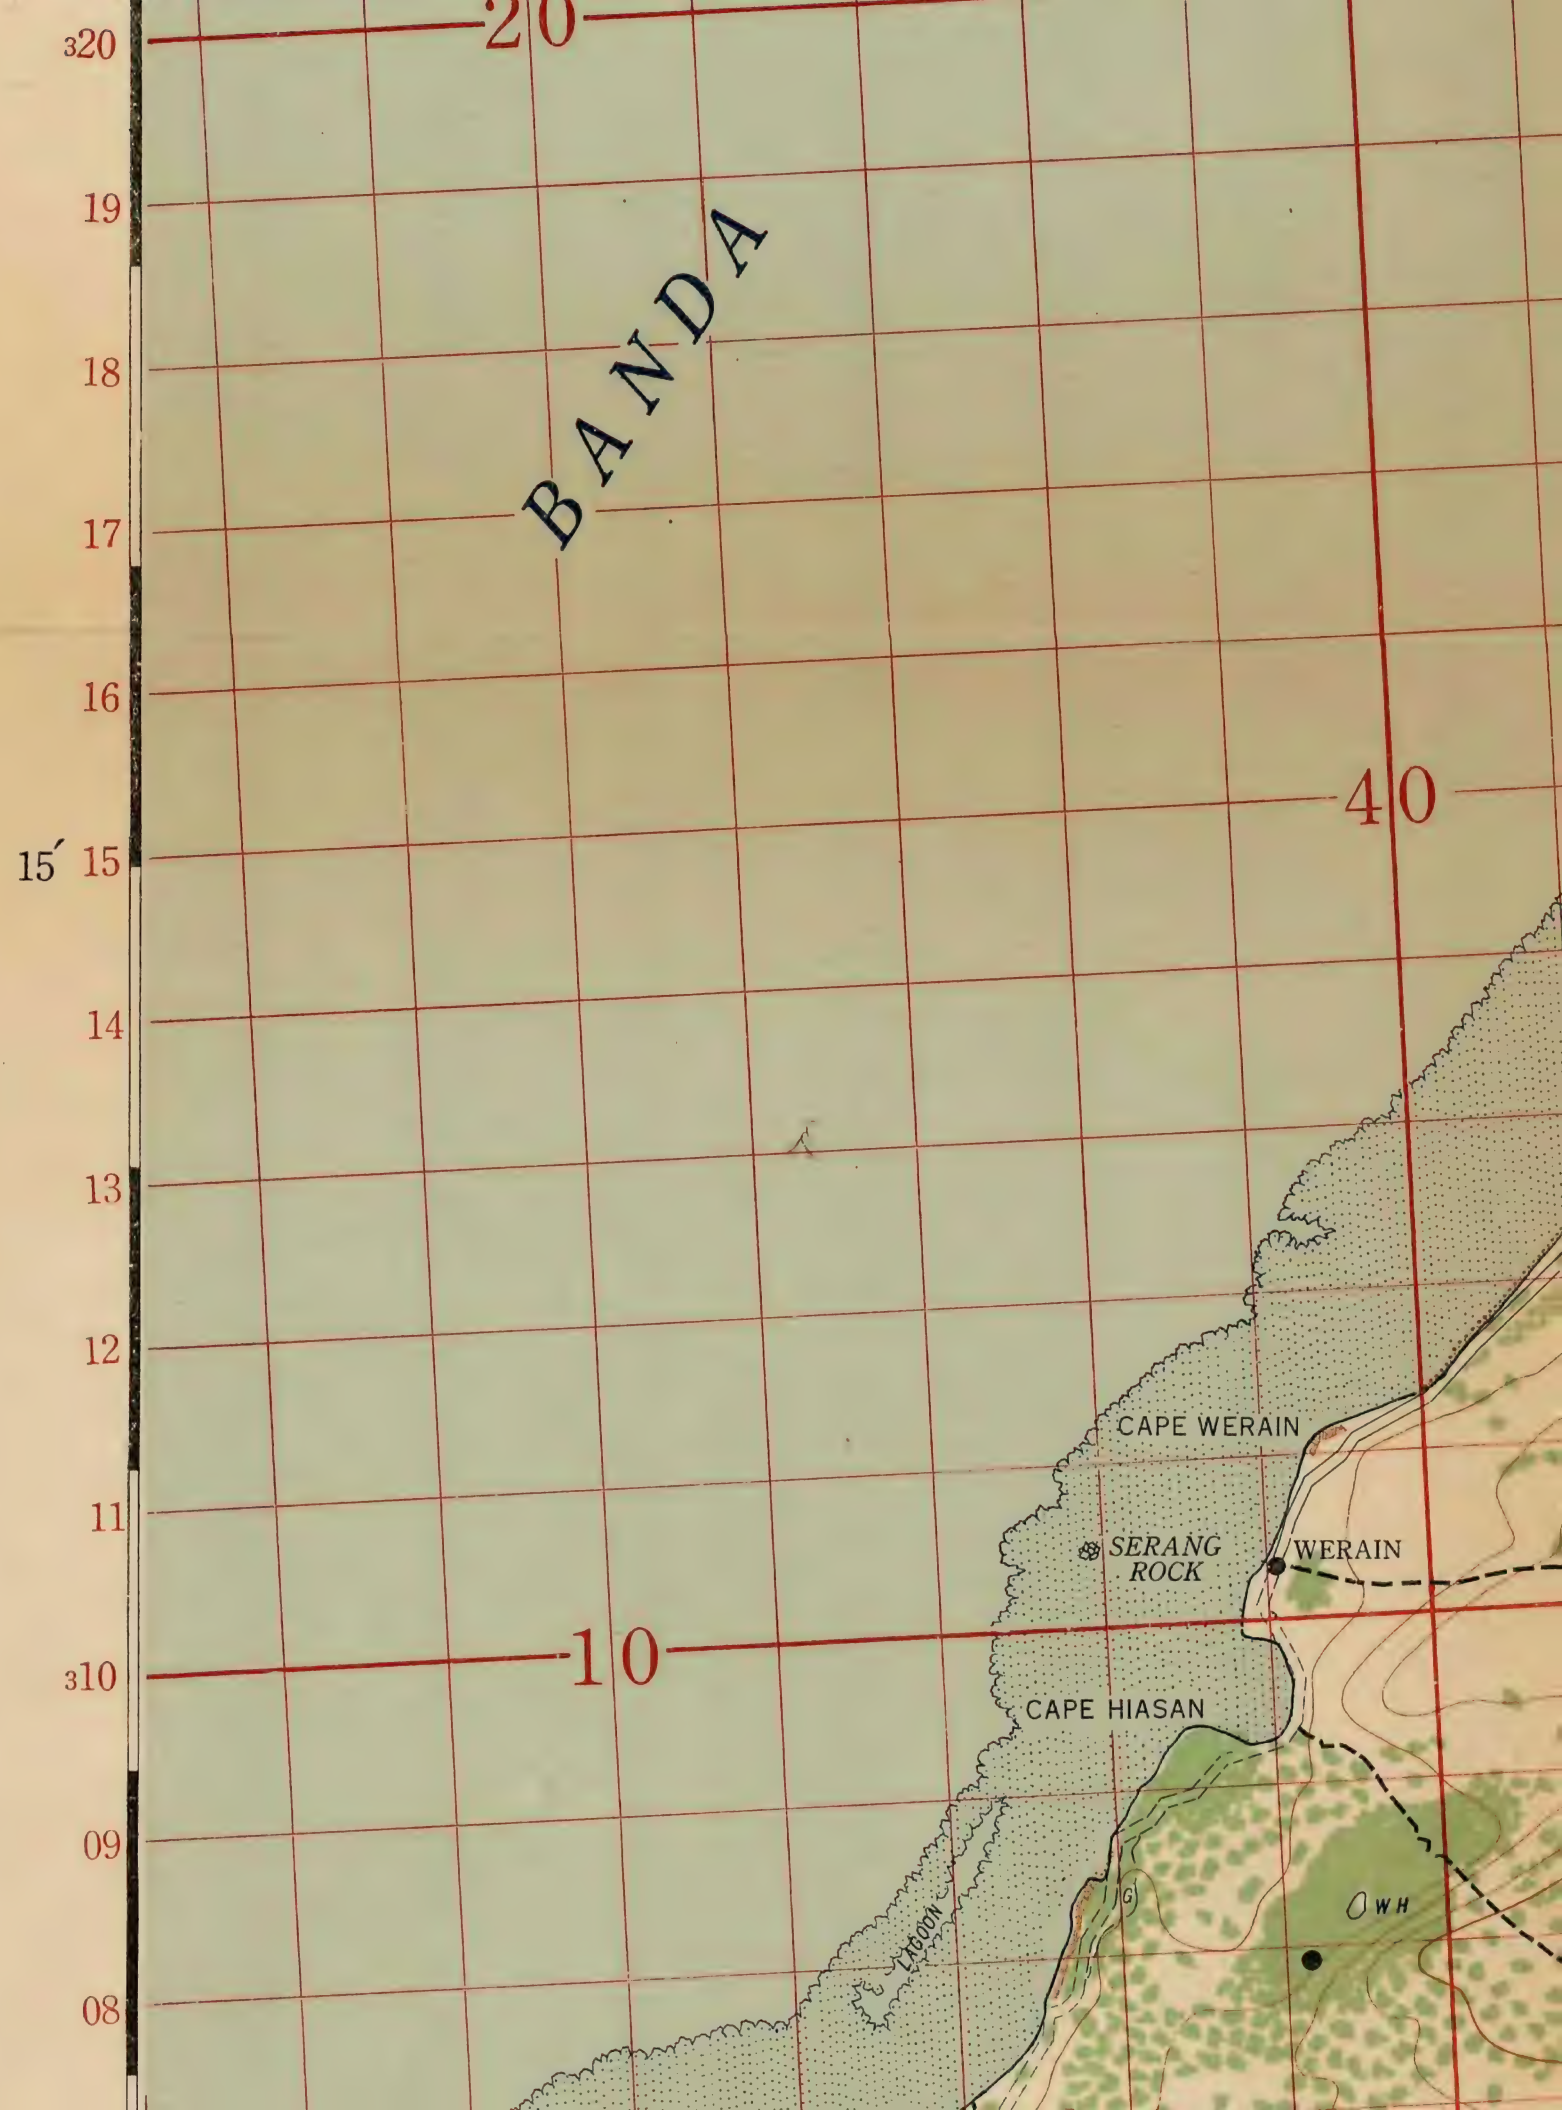 320
20
19
BANDA
18
17
16
40
15′ 15
14
13
12
CAPE WERAIN
11
SERANG
ROCK
WERAIN
10
310
CAPE HIASAN
09
G
WH
LAGOON
08